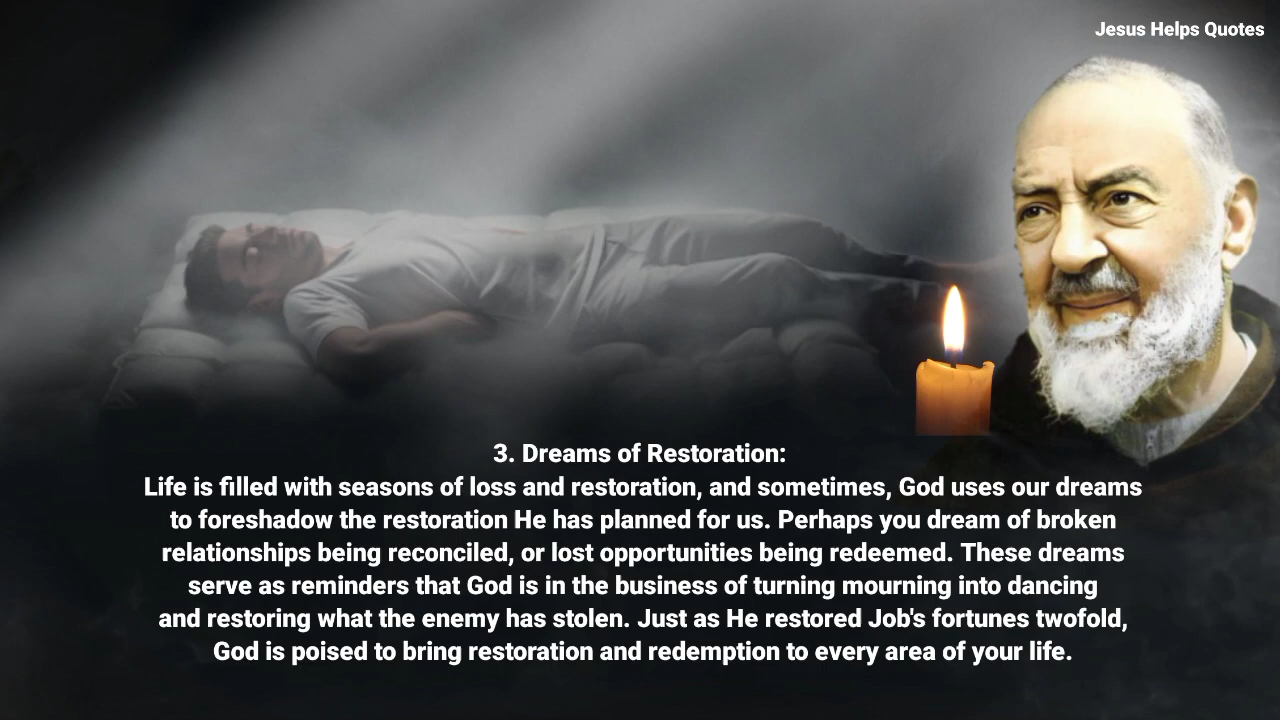 Jesus Helps Quotes
3. Dreams of Restoration:
Life is filled with seasons of loss and restoration, and sometimes, God uses our dreams
to foreshadow the restoration He has planned for us. Perhaps you dream of broken
relationships being reconciled, or lost opportunities being redeemed. These dreams
serve as reminders that God is in the business of turning mourning into dancing
and restoring what the enemy has stolen. Just as He restored Job's fortunes twofold,
God is poised to bring restoration and redemption to every area of your life.